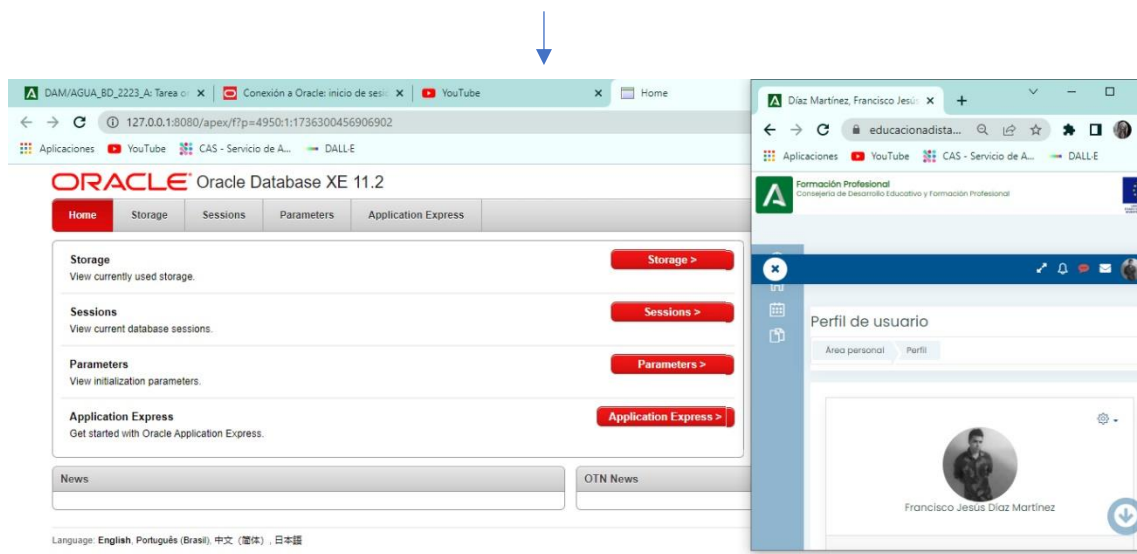 DAM/AGUA_BD_2223_A: Tarea o
Conexión a Oracle: inicio de sesi
YouTube
Home
127.0.0.1:8080/apex/f?p=4950:1:1736300456906902
Aplicaciones YouTube CAS - Servicio de A... DALL·E
ORACLE Oracle Database XE 11.2
Home Storage Sessions Parameters Application Express
Storage
View currently used storage.
Storage >
Sessions
View current database sessions.
Sessions >
Parameters
View initialization parameters.
Parameters >
Application Express
Get started with Oracle Application Express.
Application Express >
News
OTN News
Language: English, Português (Brasil), 中文 (简体) , 日本語
Díaz Martínez, Francisco Jesús
educacionadista...
Aplicaciones YouTube CAS - Servicio de A... DALL·E
Formación Profesional
Consejería de Desarrollo Educativo y Formación Profesional
Perfil de usuario
Área personal Perfil
Francisco Jesús Díaz Martínez